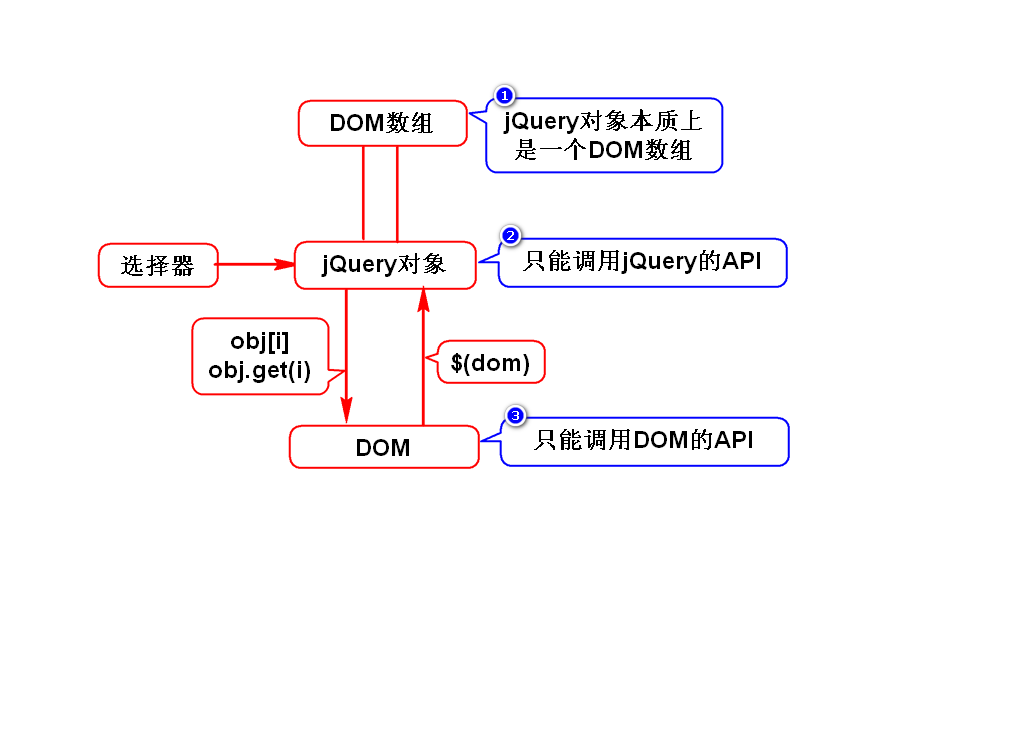 ①
DOM数组
jQuery对象本质上
是一个DOM数组
②
选择器
jQuery对象
只能调用jQuery的API
obj[i]
obj.get(i)
$(dom)
③
DOM
只能调用DOM的API